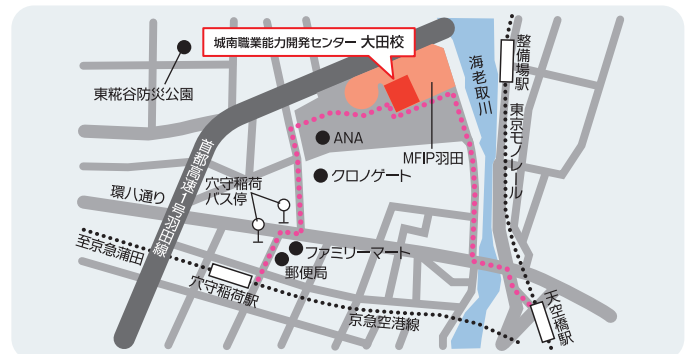 城南職業能力開発センター 大田校
整備場駅
海老取川
東糀谷防災公園
東京モノレール
ANA
MFIP羽田
首都高速1号羽田線
クロノゲート
穴守稲荷
バス停
環八通り
ファミリーマート
至京急蒲田
郵便局
穴守稲荷駅
天空橋駅
京急空港線